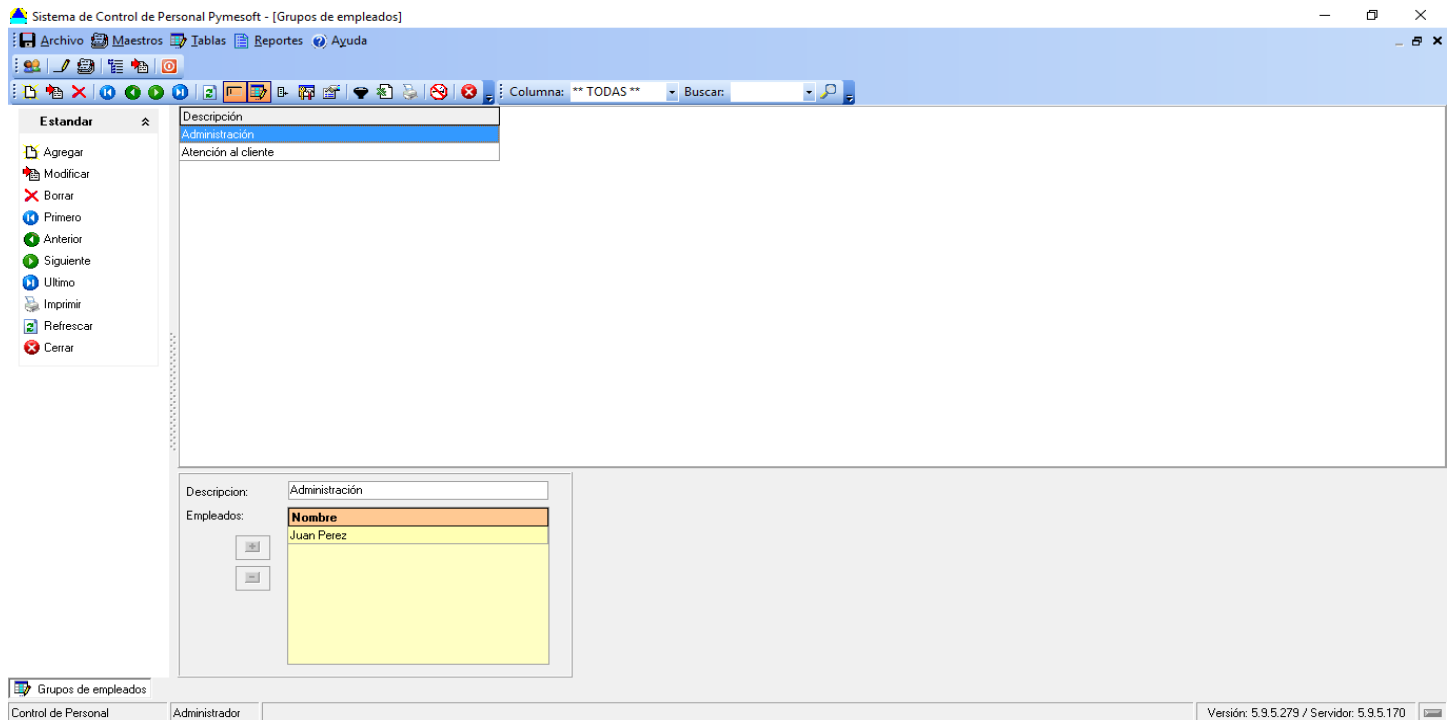 Sistema de Control de Personal Pymesoft - [Grupos de empleados]
Archivo Maestros Tablas Reportes Ayuda
Columna: ** TODAS ** Buscar:
Estandar
Agregar
Modificar
Borrar
Primero
Anterior
Siguiente
Ultimo
Imprimir
Refrescar
Cerrar
Descripción
Administración
Atención al cliente
Descripcion: Administración
Empleados:
Nombre
Juan Perez
Grupos de empleados
Control de Personal Administrador Versión: 5.9.5.279 / Servidor: 5.9.5.170